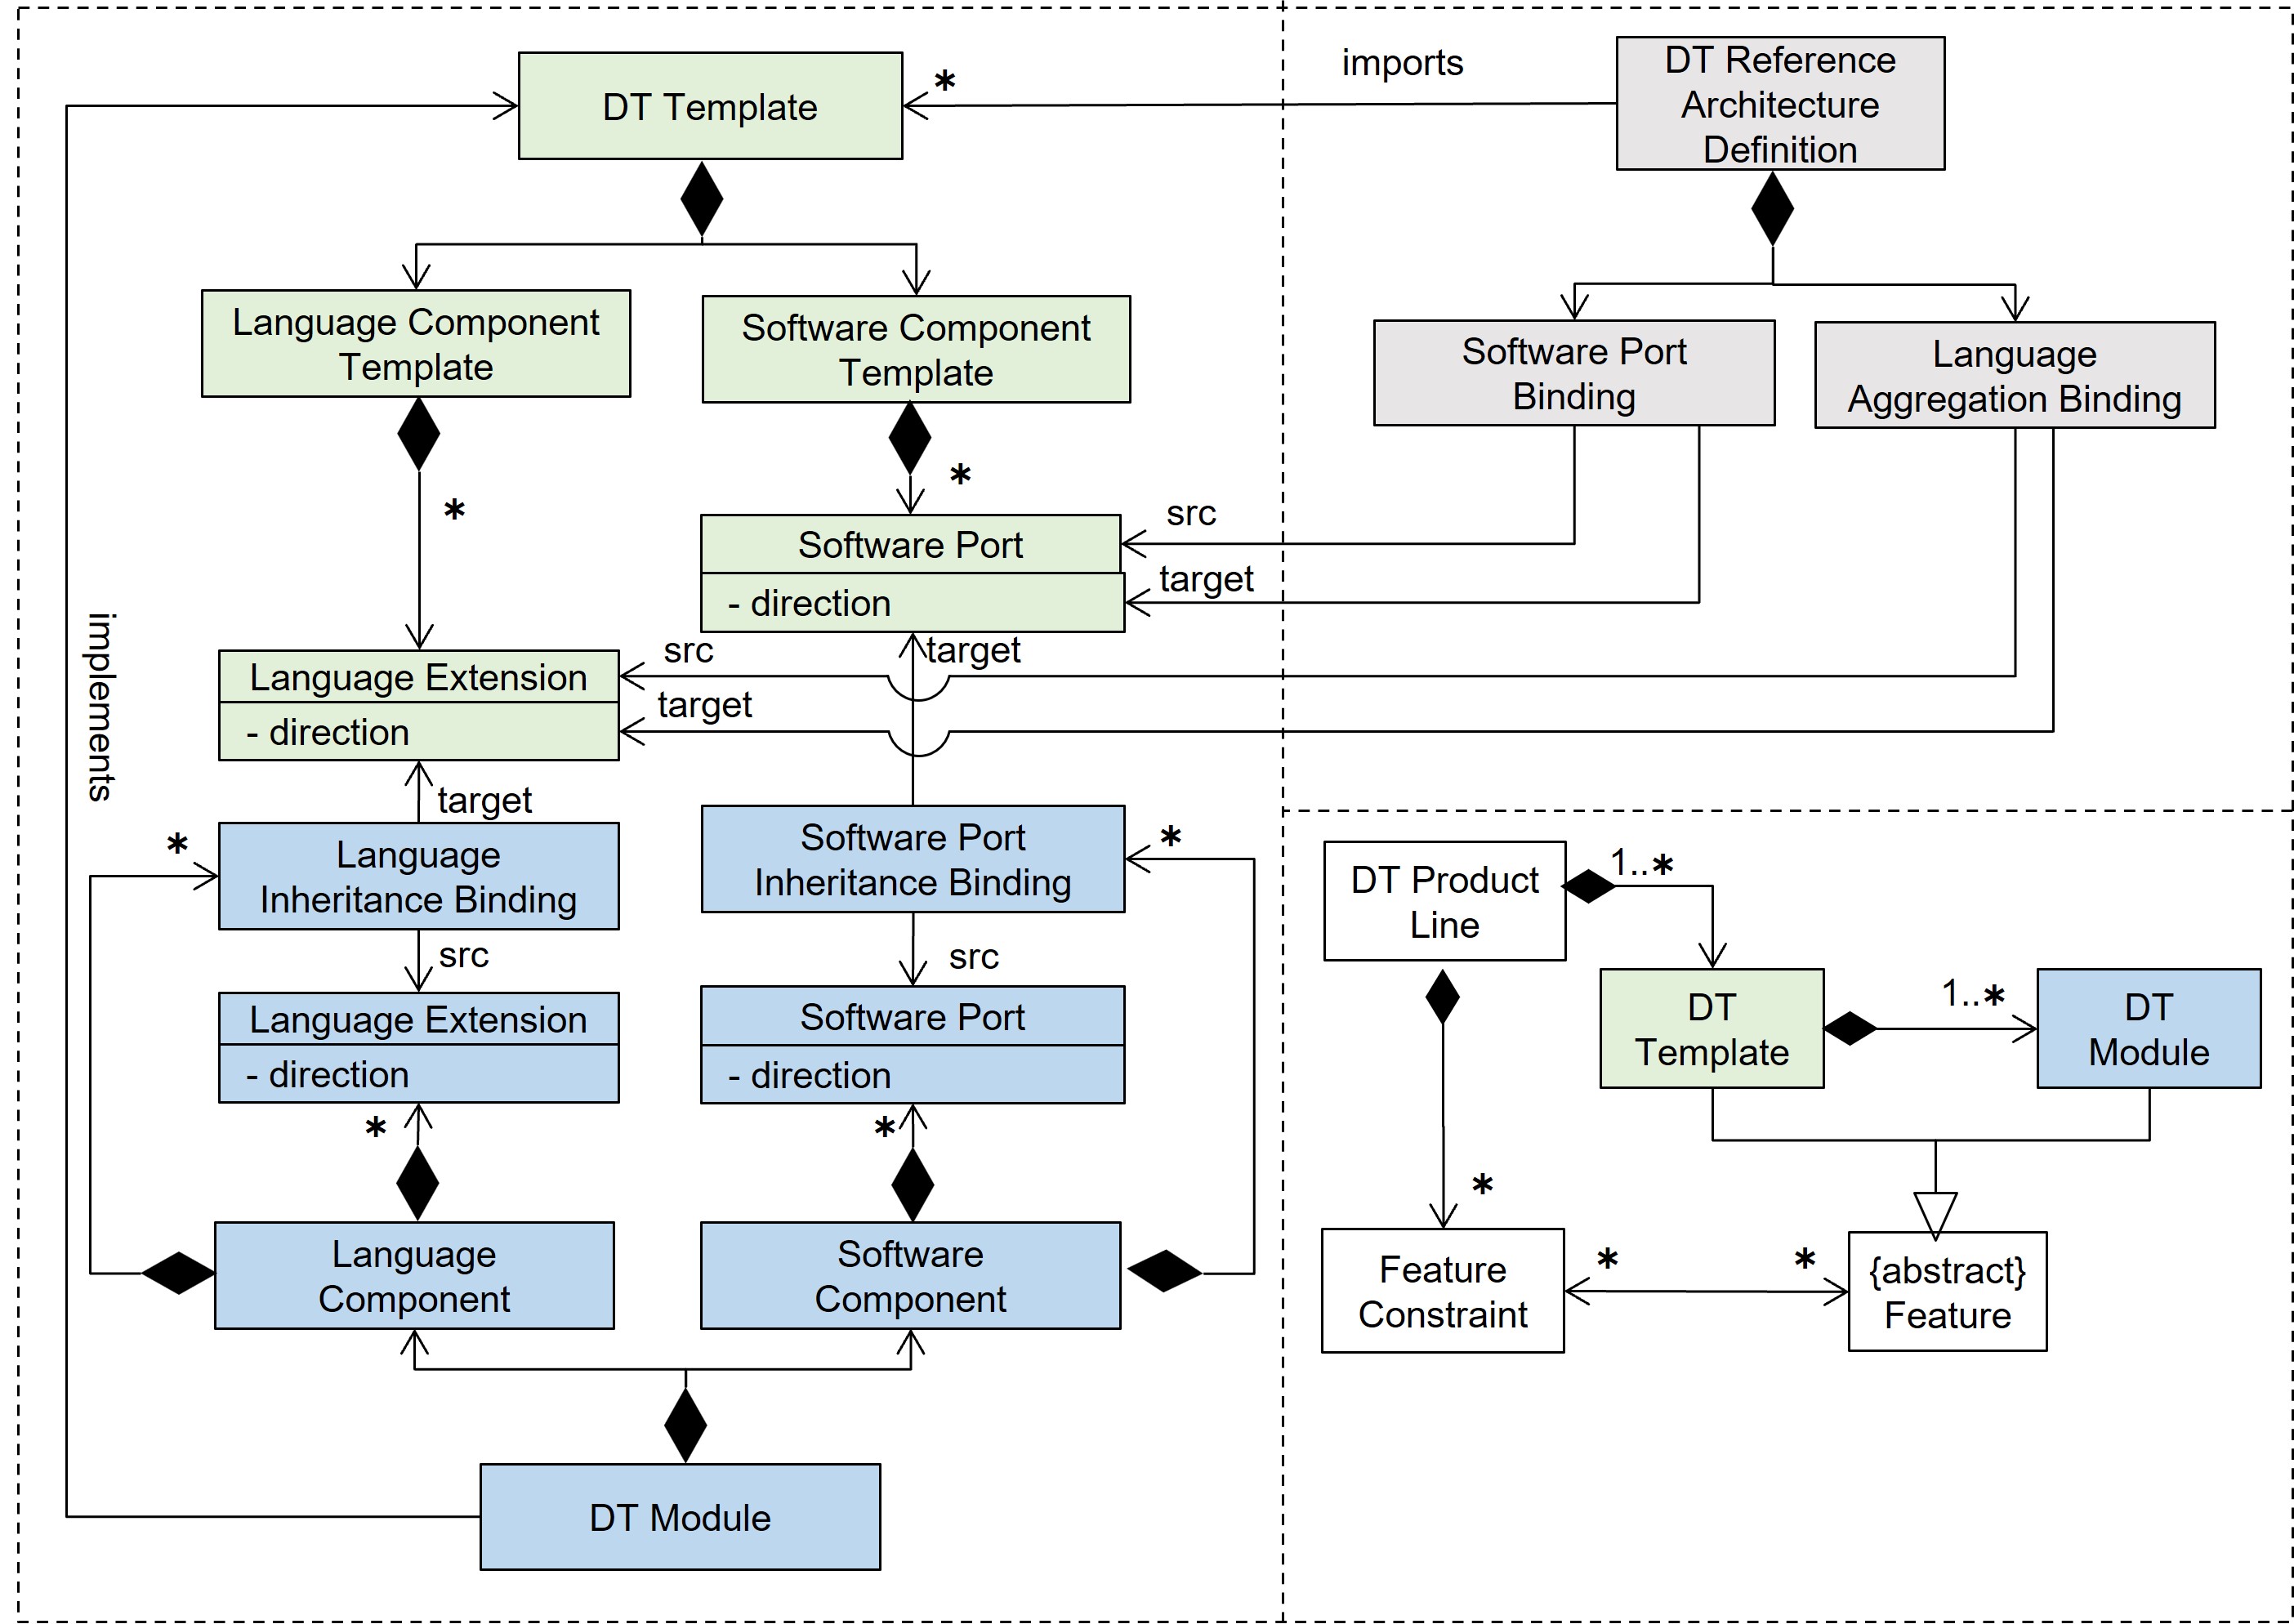 imports
DT Reference
Architecture
Definition
*
DT Template
Language Component
Template
Software Component
Template
Software Port
Binding
Language
Aggregation Binding
*
*
src
Software Port
target
- direction
src
target
Language Extension
target
- direction
implements
target
*
Language
Inheritance Binding
Software Port
Inheritance Binding
*
src
src
Language Extension
- direction
Software Port
- direction
*
*
Language
Component
Software
Component
DT Module
DT Product
Line
1..*
DT
Template
1..*
DT
Module
*
Feature
Constraint
*
*
{abstract}
Feature